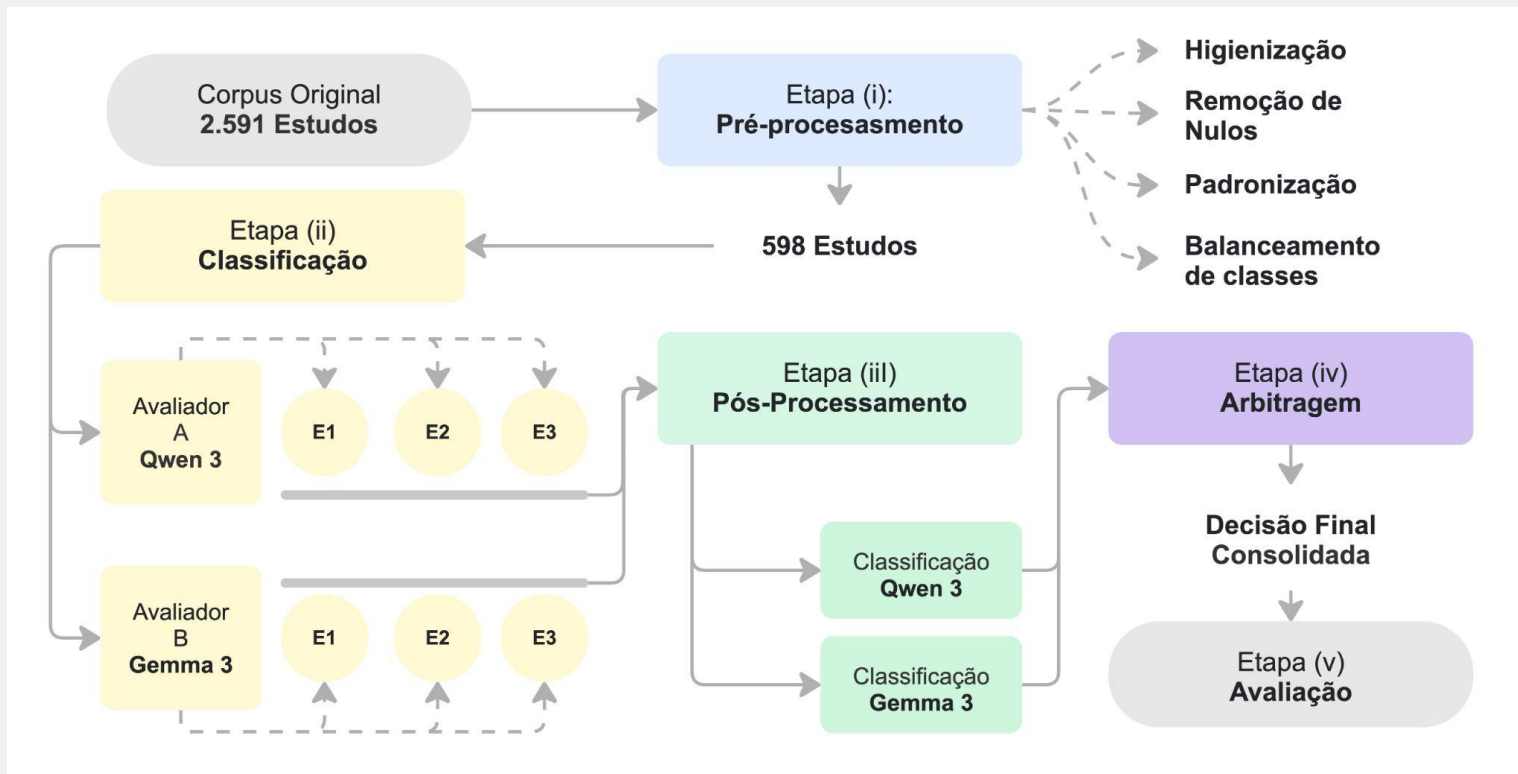 Corpus Original
2.591 Estudos
Etapa (i):
Pré-procesasmento
Higienização
Remoção de
Nulos
Padronização
Balanceamento
de classes
598 Estudos
Etapa (ii)
Classificação
Avaliador
A
Qwen 3
E1
E2
E3
Avaliador
B
Gemma 3
E1
E2
E3
Etapa (iiI)
Pós-Processamento
Classificação
Qwen 3
Classificação
Gemma 3
Etapa (iv)
Arbitragem
Decisão Final
Consolidada
Etapa (v)
Avaliação